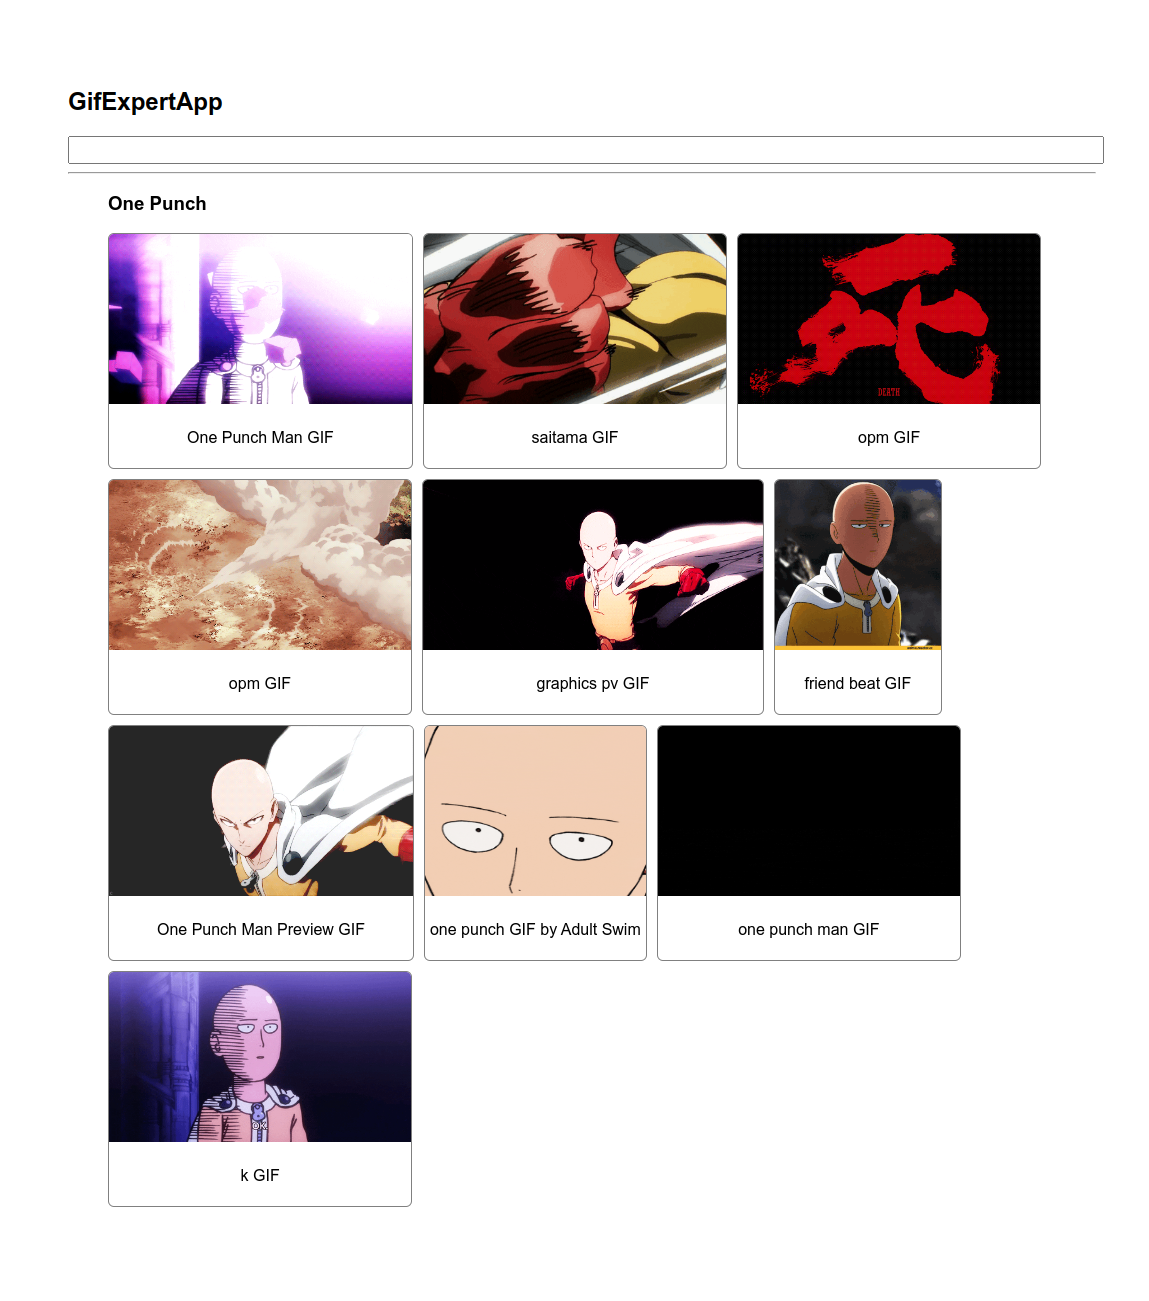 GifExpertApp
One Punch
死
DEATH
One Punch Man GIF
saitama GIF
opm GIF
opm GIF
graphics pv GIF
friend beat GIF
One Punch Man Preview GIF
one punch GIF by Adult Swim
one punch man GIF
OK.
k GIF